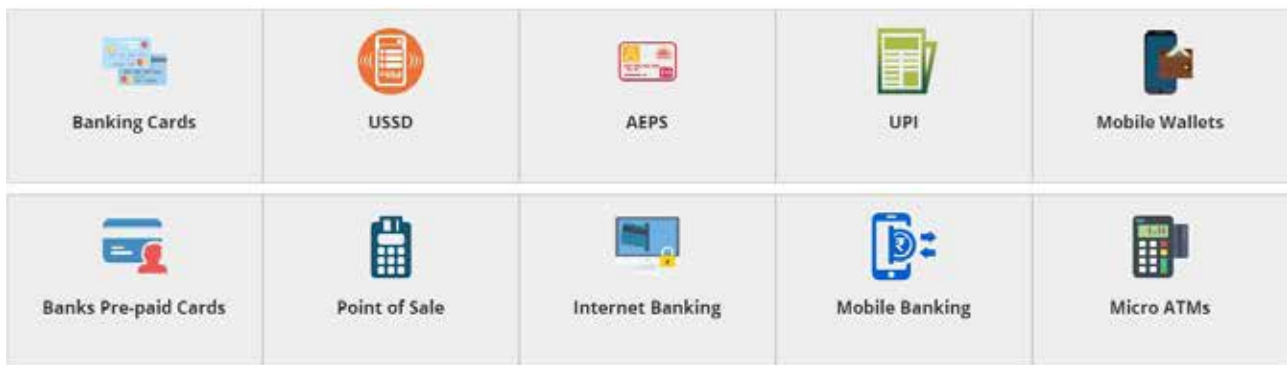 Banking Cards
USSD
AEPS
UPI
Mobile Wallets
Banks Pre-paid Cards
Point of Sale
Internet Banking
Mobile Banking
Micro ATMs